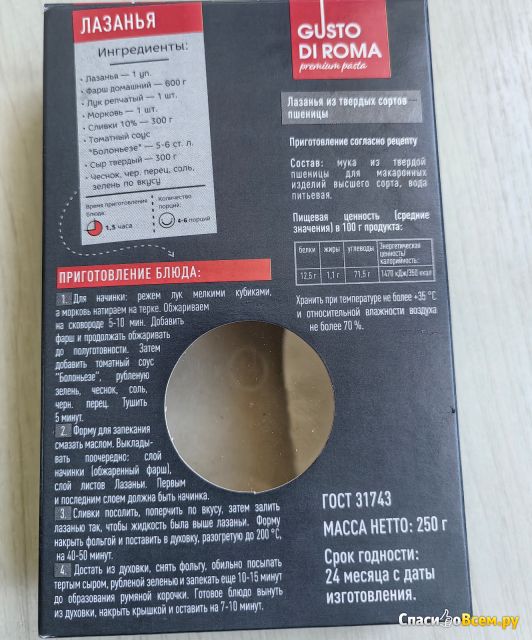 ЛАЗАНЬЯ
Ингредиенты:
• Лазанья — 1 уп.
• Фарш домашний — 600 г
• Лук репчатый — 1 шт.
• Морковь — 1 шт.
• Сливки 10% — 300 г
• Томатный соус
"Болоньезе" — 5-6 ст. л.
• Сыр твердый — 300 г
• Чеснок, чер. перец, соль,
зелень по вкусу
Время приготовления
блюда:
1,5 часа
Количество
порций:
4-6 порций
ПРИГОТОВЛЕНИЕ БЛЮДА:
1. Для начинки: режем лук мелкими кубиками,
а морковь натираем на терке. Обжариваем
на сковороде 5-10 мин. Добавить
фарш и продолжать обжаривать
до полуготовности. Затем
добавить томатный соус
"Болоньезе", рубленую
зелень, чеснок, соль,
черн. перец. Тушить
5 минут.
2. Форму для запекания
смазать маслом. Выклады-
вать поочередно: слой
начинки (обжаренный фарш),
слой листов Лазаньи. Первым
и последним слоем должна быть начинка.
3. Сливки посолить, поперчить по вкусу, затем залить
лазанью так, чтобы жидкость была выше лазаньи. Форму
накрыть фольгой и поставить в духовку, разогретую до 200 °С,
на 40-50 минут.
4. Достать из духовки, снять фольгу, обильно посыпать
тертым сыром, рубленой зеленью и запекать еще 10-15 минут
до образования румяной корочки. Готовое блюдо вынуть
из духовки, накрыть крышкой и оставить на 7-10 минут.
GUSTO
DI ROMA
premium pasta
Лазанья из твердых сортов
пшеницы
Приготовление согласно рецепту
Состав: мука из твердой
пшеницы для макаронных
изделий высшего сорта, вода
питьевая.
Пищевая ценность (средние
значения) в 100 г продукта:
белки жиры углеводы Энергетическая ценность/ калорийность:
12,5 г 1,1 г 71,5 г 1470 кДж/350 ккал
Хранить при температуре не более +35 °С
и относительной влажности воздуха
не более 70 %.
ГОСТ 31743
МАССА НЕТТО: 250 г
Срок годности:
24 месяца с даты
изготовления.
СпасибоВсем.ру